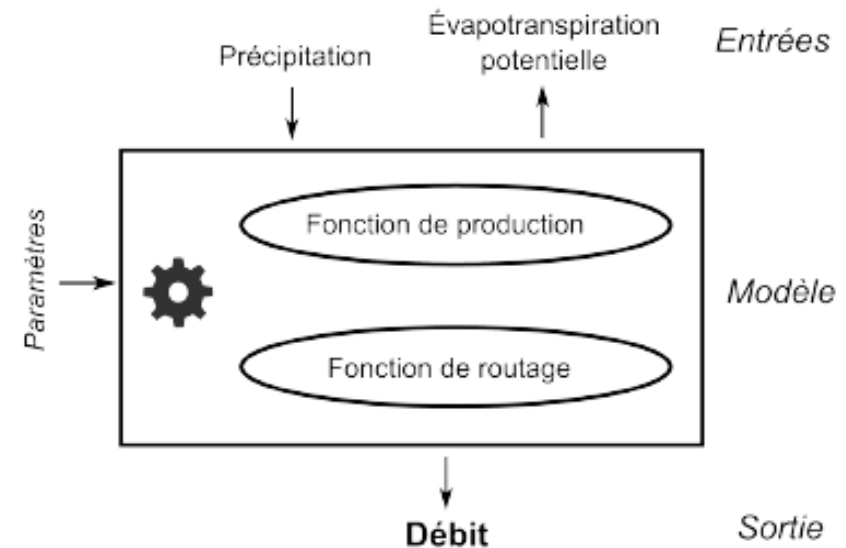 Évapotranspiration
potentielle
Entrées
Précipitation
Fonction de production
Paramètres
Modèle
Fonction de routage
Débit
Sortie